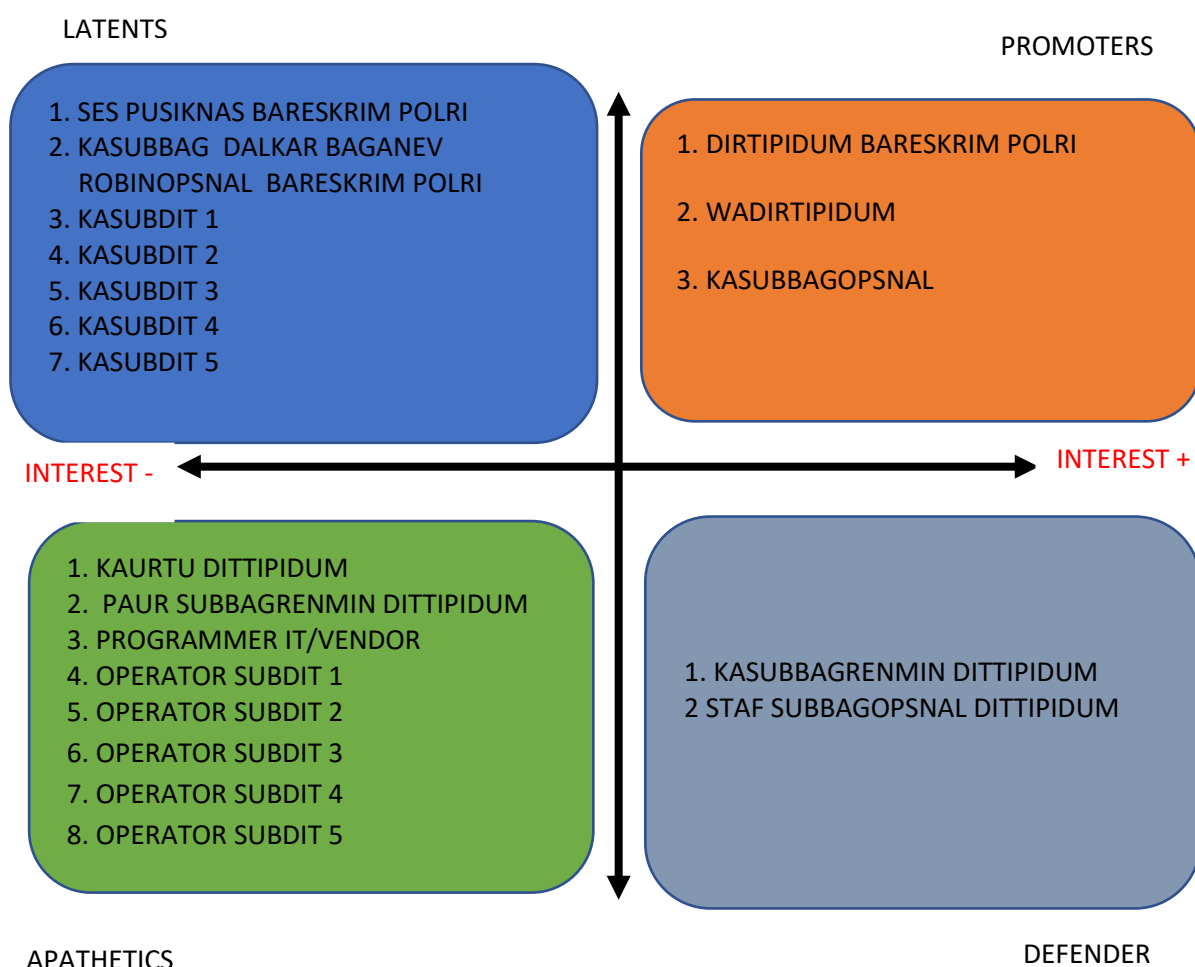 LATENTS
PROMOTERS
1. SES PUSIKNAS BARESKRIM POLRI
2. KASUBBAG DALKAR BAGANEV
ROBINOPSNAL BARESKRIM POLRI
3. KASUBDIT 1
4. KASUBDIT 2
5. KASUBDIT 3
6. KASUBDIT 4
7. KASUBDIT 5
1. DIRTIPIDUM BARESKRIM POLRI
2. WADIRTIPIDUM
3. KASUBBAGOPSNAL
INTEREST -
INTEREST +
1. KAURTU DITTIPIDUM
2. PAUR SUBBAGRENMIN DITTIPIDUM
3. PROGRAMMER IT/VENDOR
4. OPERATOR SUBDIT 1
5. OPERATOR SUBDIT 2
6. OPERATOR SUBDIT 3
7. OPERATOR SUBDIT 4
8. OPERATOR SUBDIT 5
1. KASUBBAGRENMIN DITTIPIDUM
2 STAF SUBBAGOPSNAL DITTIPIDUM
APATHETICS
DEFENDER